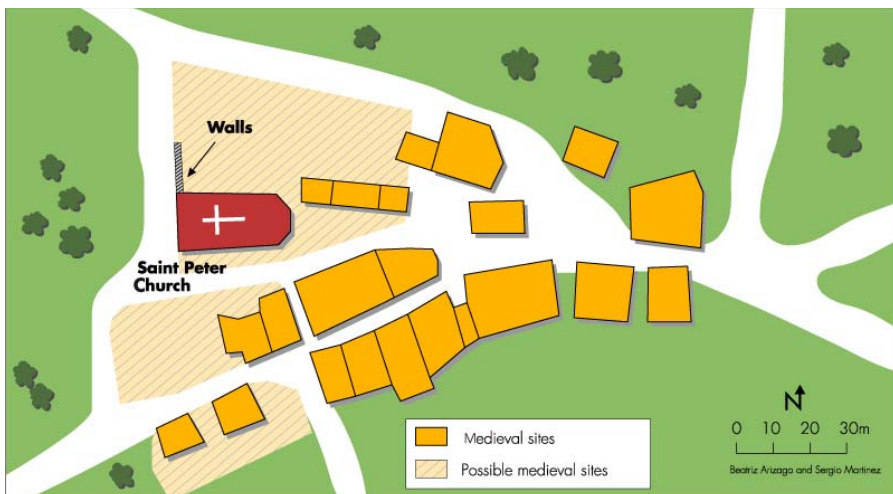 Walls
Saint Peter
Church
N
0 10 20 30m
Medieval sites
Possible medieval sites
Beatriz Arizaga and Sergio Martinez